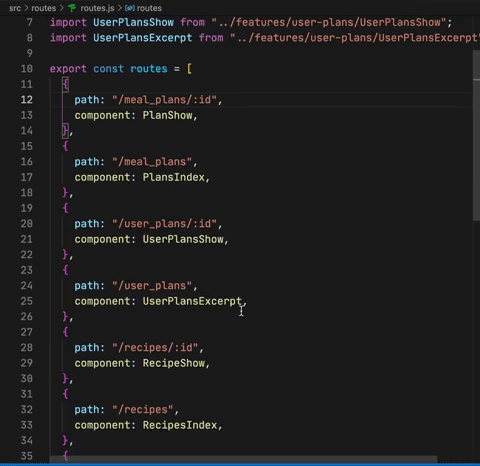 src > routes > routes.js > routes
7 import UserPlansShow from "../features/user-plans/UserPlansShow";
8 import UserPlansExcerpt from "../features/user-plans/UserPlansExcerpt"
9
10 export const routes = [
11 {
12 path: "/meal_plans/:id",
13 component: PlanShow,
14 },
15 {
16 path: "/meal_plans",
17 component: PlansIndex,
18 },
19 {
20 path: "/user_plans/:id",
21 component: UserPlansShow,
22 },
23 {
24 path: "/user_plans",
25 component: UserPlansExcerpt,
26 },
27 {
28 path: "/recipes/:id",
29 component: RecipeShow,
30 },
31 {
32 path: "/recipes",
33 component: RecipesIndex,
34 },
35 {